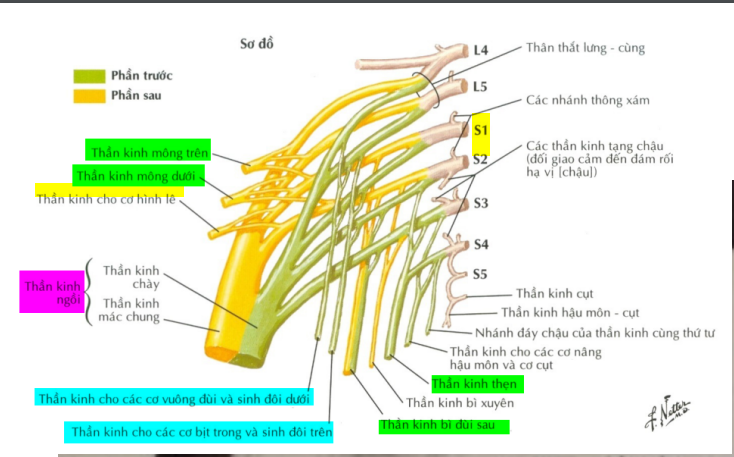 Sơ đồ
Phần trước
Phần sau
L4
L5
S1
S2
S3
S4
S5
Thân thắt lưng - cùng
Các nhánh thông xám
Các thần kinh tạng chậu
(đối giao cảm đến đám rối
hạ vị [chậu])
Thần kinh mông trên
Thần kinh mông dưới
Thần kinh cho cơ hình lê
Thần kinh
ngồi
Thần kinh
chày
Thần kinh
mác chung
Thần kinh cụt
Thần kinh hậu môn - cụt
Nhánh đáy chậu của thần kinh cùng thứ tư
Thần kinh cho các cơ nâng
hậu môn và cơ cụt
Thần kinh thẹn
Thần kinh bì xuyên
Thần kinh bì đùi sau
Thần kinh cho các cơ vuông đùi và sinh đôi dưới
Thần kinh cho các cơ bịt trong và sinh đôi trên
F. Netter